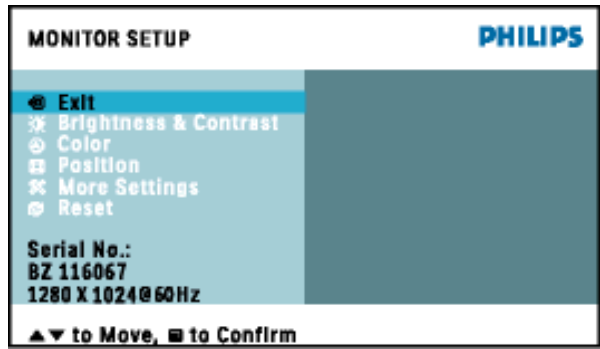 MONITOR SETUP PHILIPS
Exit
Brightness & Contrast
Color
Position
More Settings
Reset
Serial No.:
BZ 116067
1280 X 1024@60Hz
▲▼ to Move, to Confirm